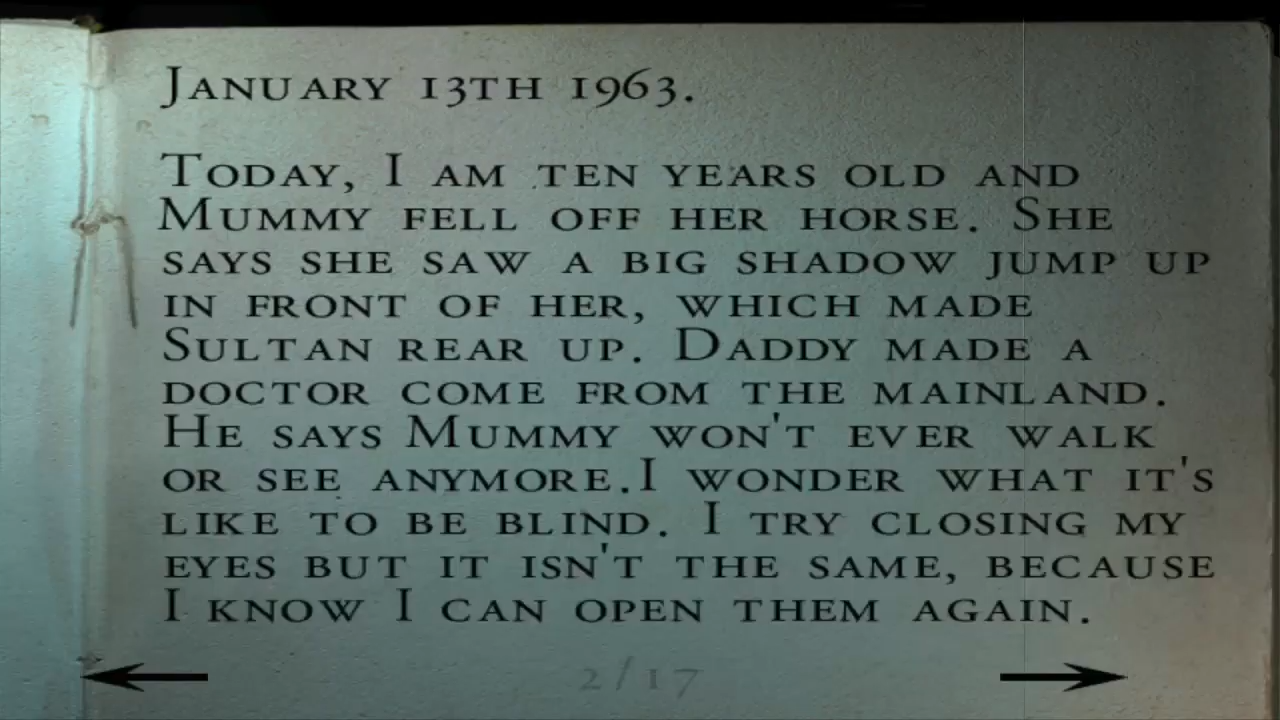 January 13th 1963.
Today, I am ten years old and
Mummy fell off her horse. She
says she saw a big shadow jump up
in front of her, which made
Sultan rear up. Daddy made a
doctor come from the mainland.
He says Mummy won't ever walk
or see anymore.I wonder what it's
like to be blind. I try closing my
eyes but it isn't the same, because
I know I can open them again.
2/17